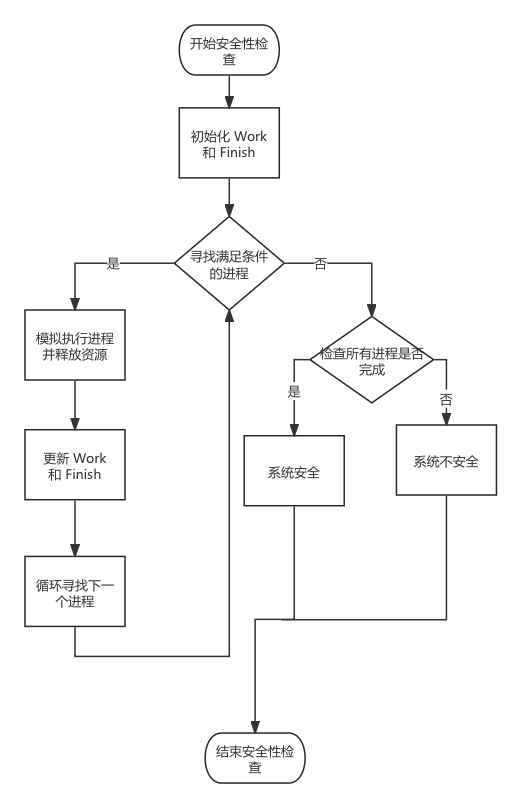 开始安全性检
查
初始化 Work
和 Finish
寻找满足条件
的进程
是
否
模拟执行进程
并释放资源
检查所有进程是否
完成
是
否
更新 Work
和 Finish
系统安全
系统不安全
循环寻找下一
个进程
结束安全性检
查